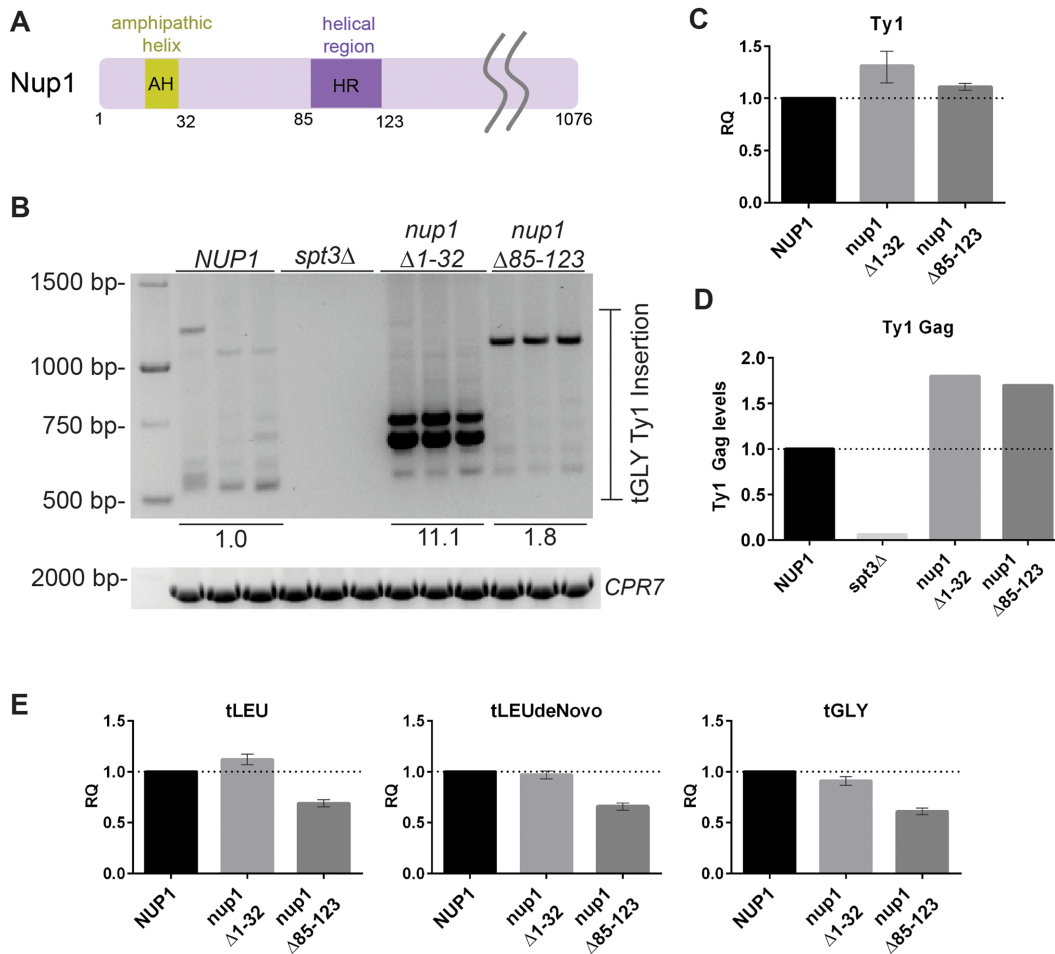 A
amphipathic
helix
helical
region
Nup1
AH
HR
1
32
85
123
1076
B
NUP1
spt3Δ
nup1
Δ1-32
nup1
Δ85-123
1500 bp-
1000 bp-
750 bp-
500 bp-
tGLY Ty1 Insertion
1.0
11.1
1.8
2000 bp-
CPR7
C
Ty1
RQ
1.5
1.0
0.5
0.0
NUP1
nup1
Δ1-32
nup1
Δ85-123
D
Ty1 Gag
Ty1 Gag levels
2.0
1.5
1.0
0.5
0.0
NUP1
spt3Δ
nup1
Δ1-32
nup1
Δ85-123
E
tLEU
RQ
1.5
1.0
0.5
0.0
NUP1
nup1
Δ1-32
nup1
Δ85-123
tLEUdeNovo
RQ
1.5
1.0
0.5
0.0
NUP1
nup1
Δ1-32
nup1
Δ85-123
tGLY
RQ
1.5
1.0
0.5
0.0
NUP1
nup1
Δ1-32
nup1
Δ85-123